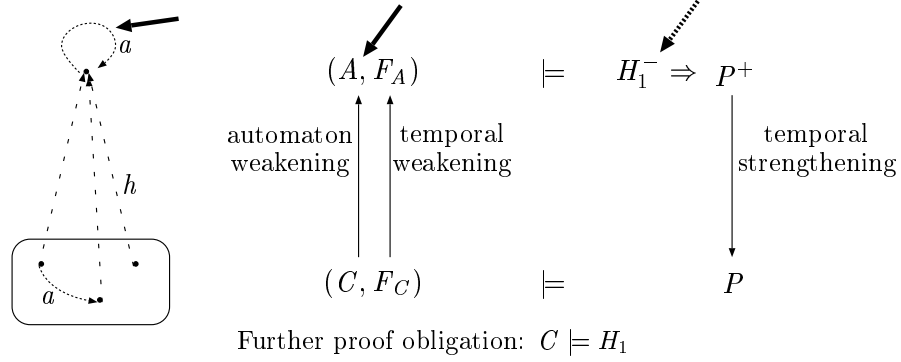 a
(A, F_A) |= H_1^- ⇒ P^+
automaton weakening
temporal weakening
temporal strengthening
h
a
(C, F_C) |= P
Further proof obligation: C |= H_1